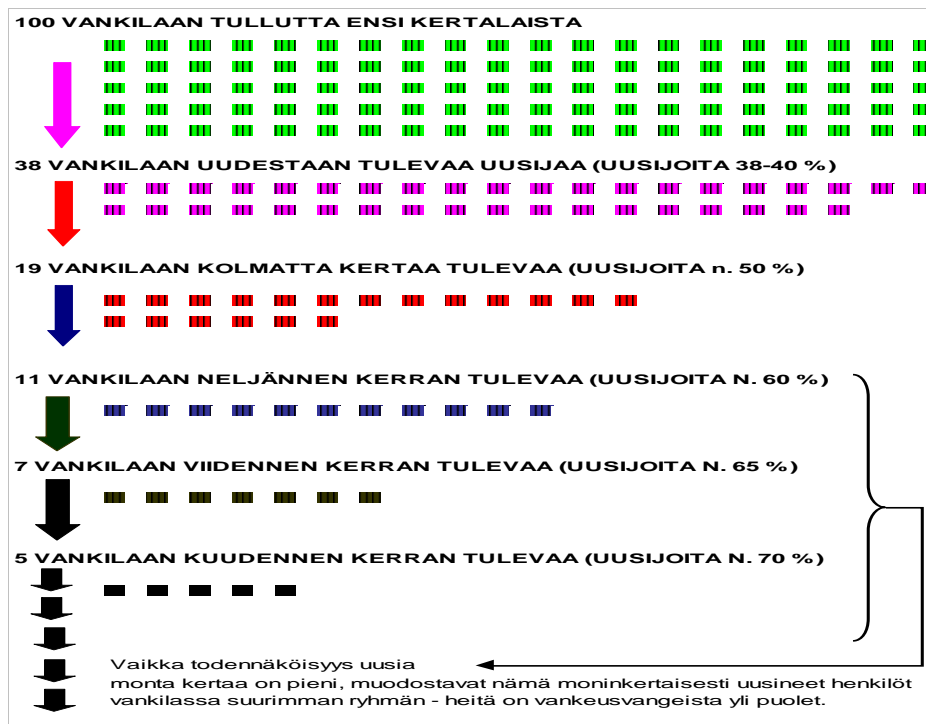 100 VANKILAAN TULLUTTA ENSI KERTALAISTA
38 VANKILAAN UUDESTAAN TULEVAA UUSIJAA (UUSIJOITA 38-40 %)
19 VANKILAAN KOLMATTA KERTAA TULEVAA (UUSIJOITA n. 50 %)
11 VANKILAAN NELJÄNNEN KERRAN TULEVAA (UUSIJOITA N. 60 %)
7 VANKILAAN VIIDENNEN KERRAN TULEVAA (UUSIJOITA N. 65 %)
5 VANKILAAN KUUDENNEN KERRAN TULEVAA (UUSIJOITA N. 70 %)
Vaikka todennäköisyys uusia
monta kertaa on pieni, muodostavat nämä moninkertaisesti uusineet henkilöt
vankilassa suurimman ryhmän - heitä on vankeusvangeista yli puolet.